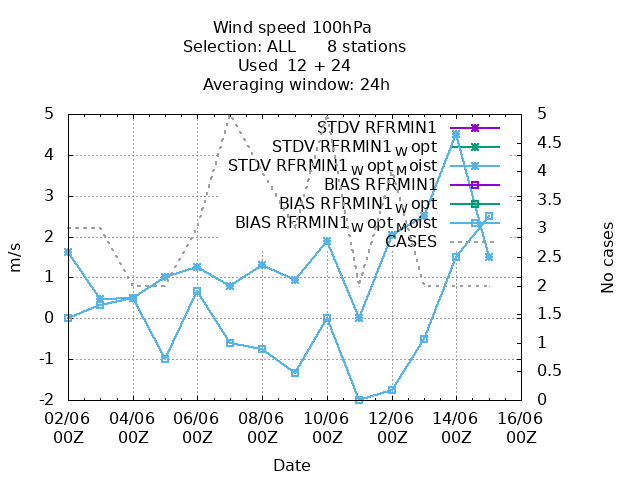 Wind speed 100hPa
Selection: ALL 8 stations
Used 12 + 24
Averaging window: 24h
5 5
STDV RFRMIN1
4.5
STDV RFRMIN1 W opt
4 4
STDV RFRMIN1 W opt M oist
BIAS RFRMIN1
3 3.5
BIAS RFRMIN1 W opt
BIAS RFRMIN1 W opt M oist
3
2 CASES
2.5
m/s No cases
1 2
0 1.5
-1 1
0.5
-2 0
02/06 04/06 06/06 08/06 10/06 12/06 14/06 16/06
00Z 00Z 00Z 00Z 00Z 00Z 00Z 00Z
Date